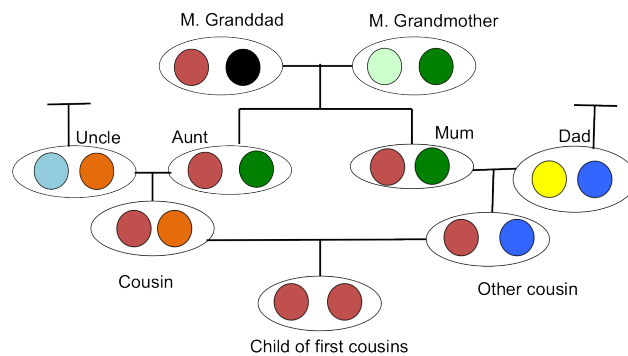 M. Granddad
M. Grandmother
Uncle
Aunt
Mum
Dad
Cousin
Other cousin
Child of first cousins